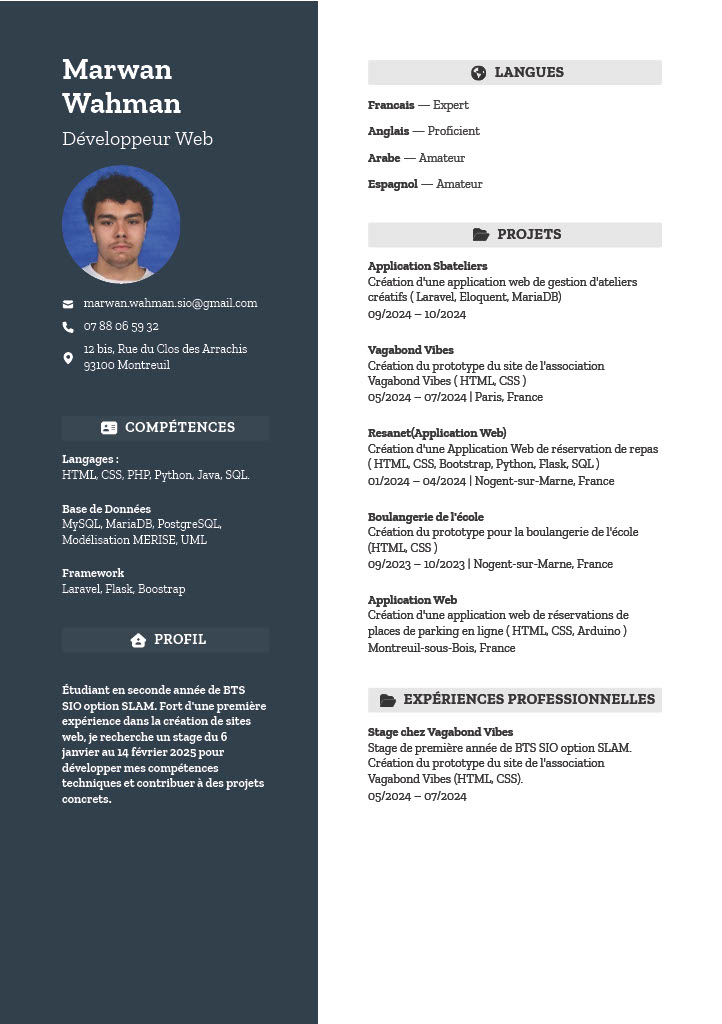 Marwan
Wahman
Développeur Web
marwan.wahman.sio@gmail.com
07 88 06 59 32
12 bis, Rue du Clos des Arrachis
93100 Montreuil
COMPÉTENCES
Langages :
HTML, CSS, PHP, Python, Java, SQL.
Base de Données
MySQL, MariaDB, PostgreSQL,
Modélisation MERISE, UML
Framework
Laravel, Flask, Boostrap
PROFIL
Étudiant en seconde année de BTS
SIO option SLAM. Fort d'une première
expérience dans la création de sites
web, je recherche un stage du 6
janvier au 14 février 2025 pour
développer mes compétences
techniques et contribuer à des projets
concrets.
LANGUES
Francais — Expert
Anglais — Proficient
Arabe — Amateur
Espagnol — Amateur
PROJETS
Application Sbateliers
Création d'une application web de gestion d'ateliers
créatifs ( Laravel, Eloquent, MariaDB)
09/2024 – 10/2024
Vagabond Vibes
Création du prototype du site de l'association
Vagabond Vibes ( HTML, CSS )
05/2024 – 07/2024 | Paris, France
Resanet(Application Web)
Création d'une Application Web de réservation de repas
( HTML, CSS, Bootstrap, Python, Flask, SQL )
01/2024 – 04/2024 | Nogent-sur-Marne, France
Boulangerie de l'école
Création du prototype pour la boulangerie de l'école
(HTML, CSS )
09/2023 – 10/2023 | Nogent-sur-Marne, France
Application Web
Création d'une application web de réservations de
places de parking en ligne ( HTML, CSS, Arduino )
Montreuil-sous-Bois, France
EXPÉRIENCES PROFESSIONNELLES
Stage chez Vagabond Vibes
Stage de première année de BTS SIO option SLAM.
Création du prototype du site de l'association
Vagabond Vibes (HTML, CSS).
05/2024 – 07/2024